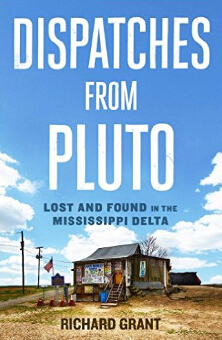 DISPATCHES
FROM
PLUTO
LOST AND FOUND IN THE
MISSISSIPPI DELTA
RICHARD GRANT